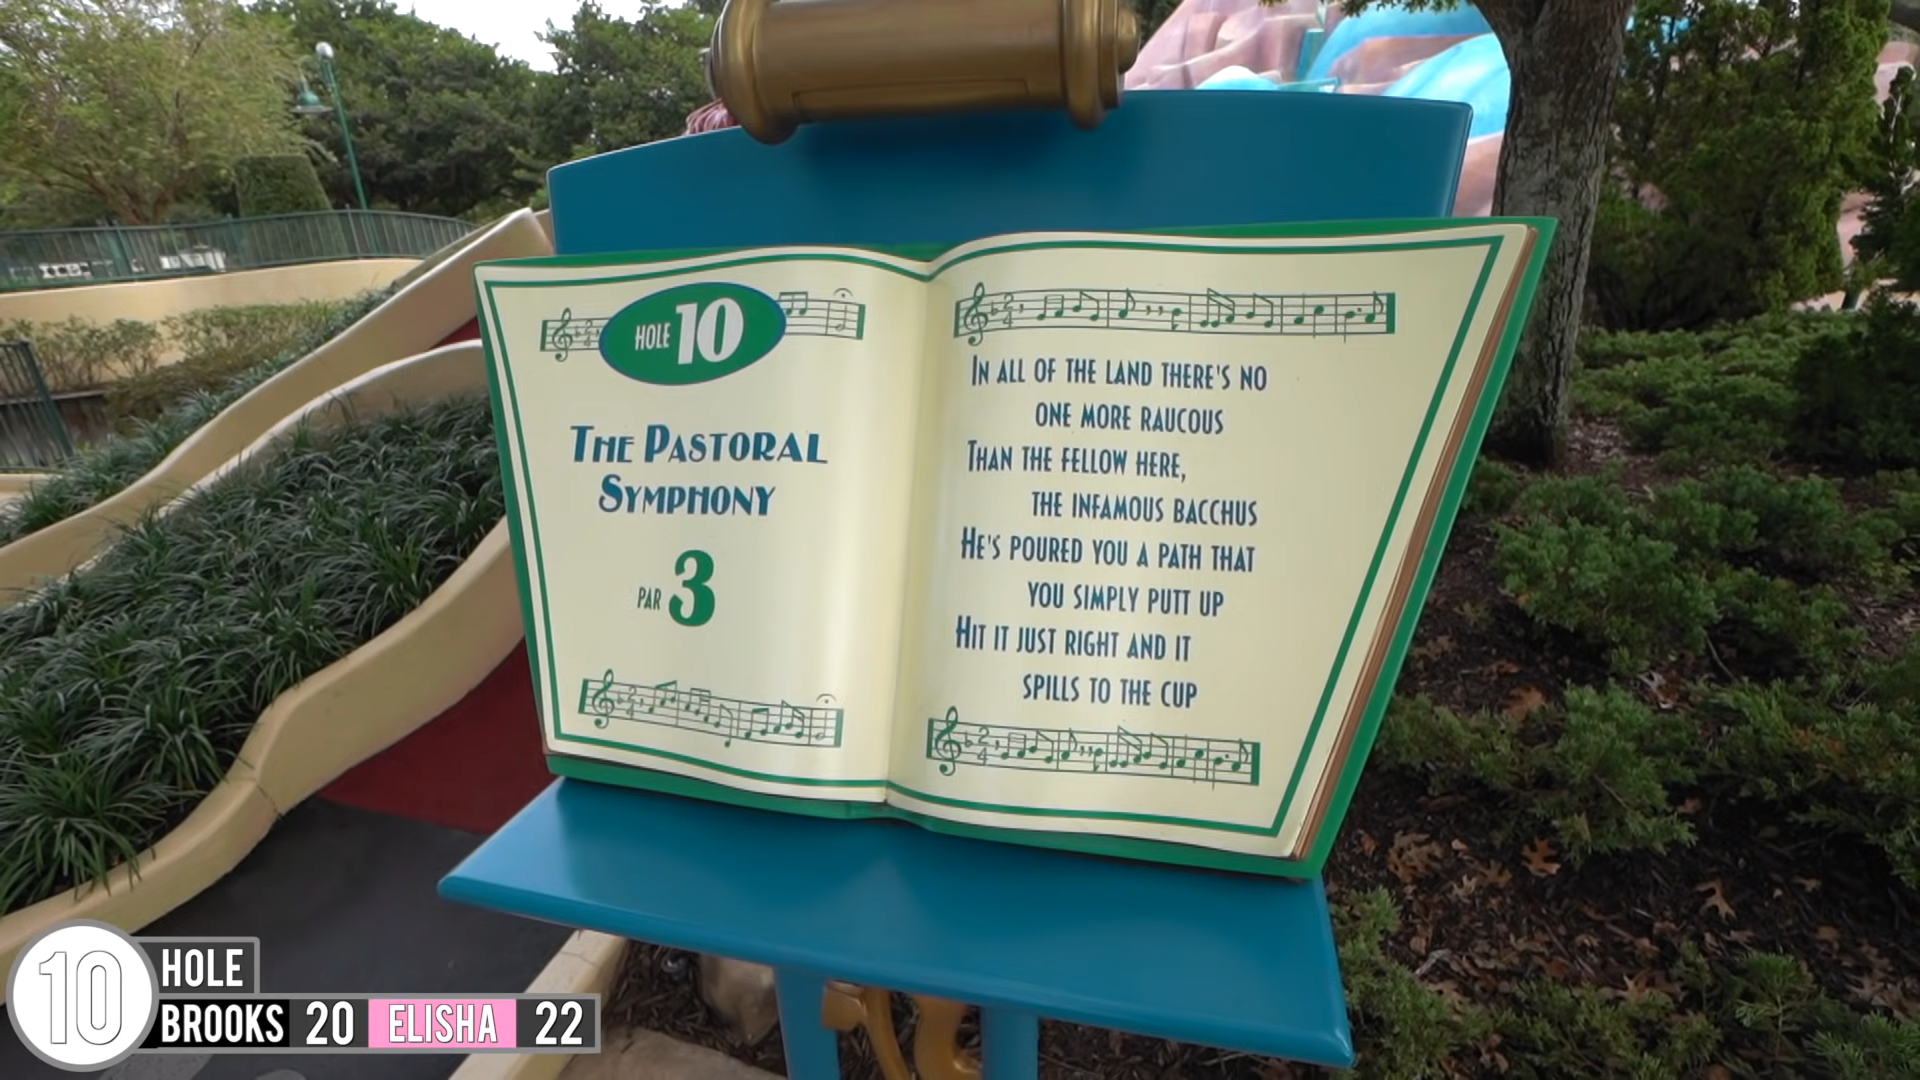 HOLE 10
THE PASTORAL
SYMPHONY
PAR 3
IN ALL OF THE LAND THERE'S NO
ONE MORE RAUCOUS
THAN THE FELLOW HERE,
THE INFAMOUS BACCHUS
HE'S POURED YOU A PATH THAT
YOU SIMPLY PUTT UP
HIT IT JUST RIGHT AND IT
SPILLS TO THE CUP
10 HOLE
BROOKS 20 ELISHA 22